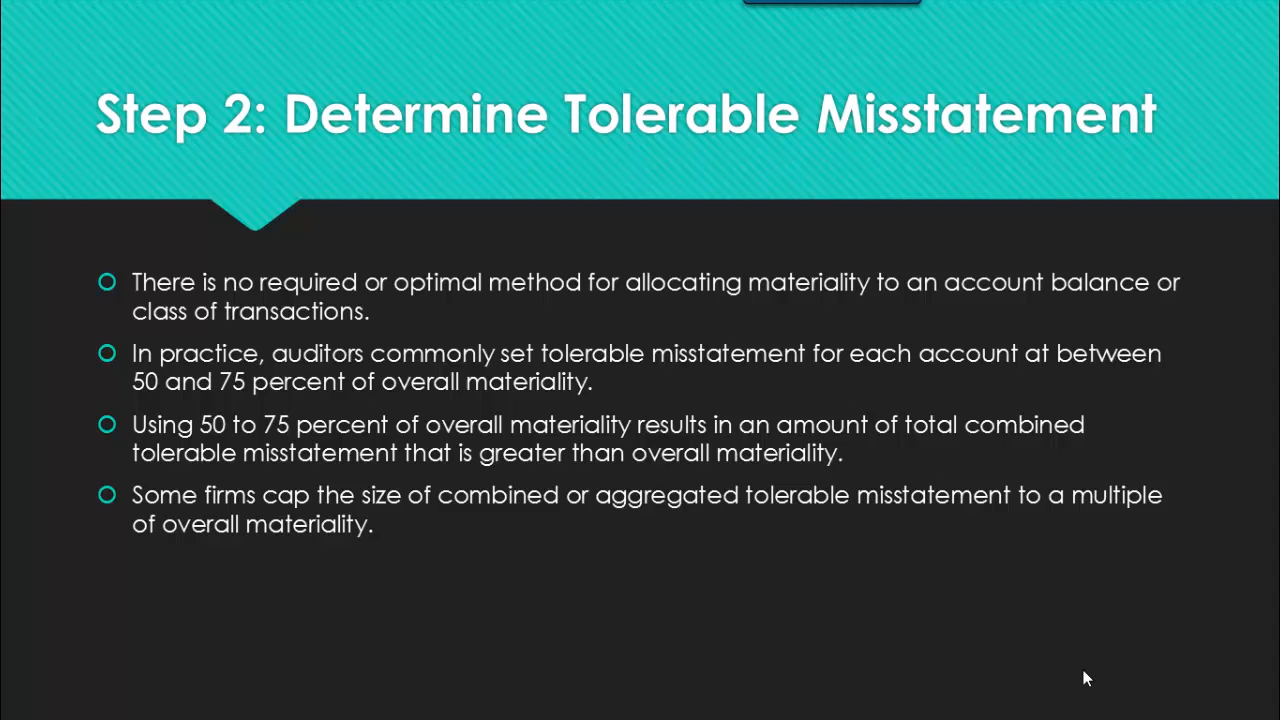 Step 2: Determine Tolerable Misstatement
There is no required or optimal method for allocating materiality to an account balance or
class of transactions.
In practice, auditors commonly set tolerable misstatement for each account at between
50 and 75 percent of overall materiality.
Using 50 to 75 percent of overall materiality results in an amount of total combined
tolerable misstatement that is greater than overall materiality.
Some firms cap the size of combined or aggregated tolerable misstatement to a multiple
of overall materiality.